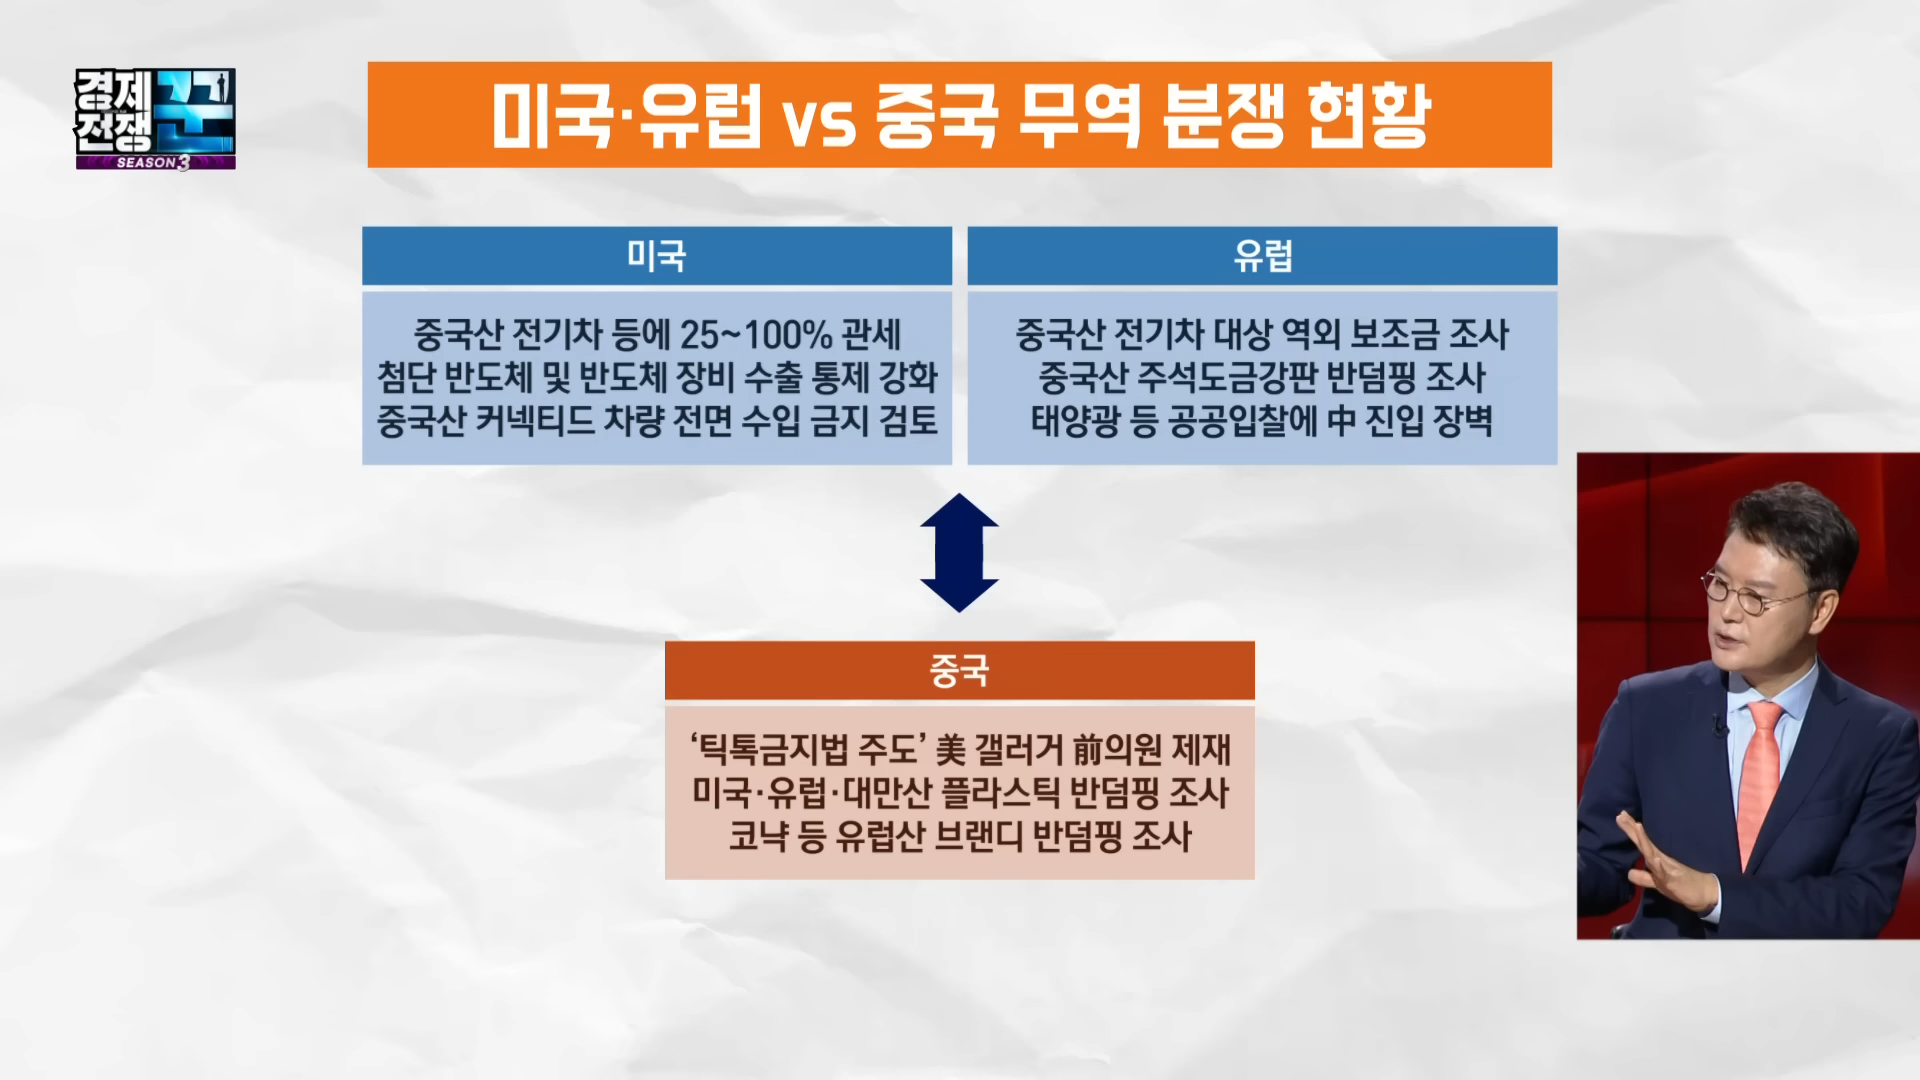 경제
전쟁 꾼
SEASON3
미국·유럽 vs 중국 무역 분쟁 현황
미국
중국산 전기차 등에 25~100% 관세
첨단 반도체 및 반도체 장비 수출 통제 강화
중국산 커넥티드 차량 전면 수입 금지 검토
유럽
중국산 전기차 대상 역외 보조금 조사
중국산 주석도금강판 반덤핑 조사
태양광 등 공공입찰에 中 진입 장벽
중국
‘틱톡금지법 주도’ 美 갤러거 前의원 제재
미국·유럽·대만산 플라스틱 반덤핑 조사
코냑 등 유럽산 브랜디 반덤핑 조사